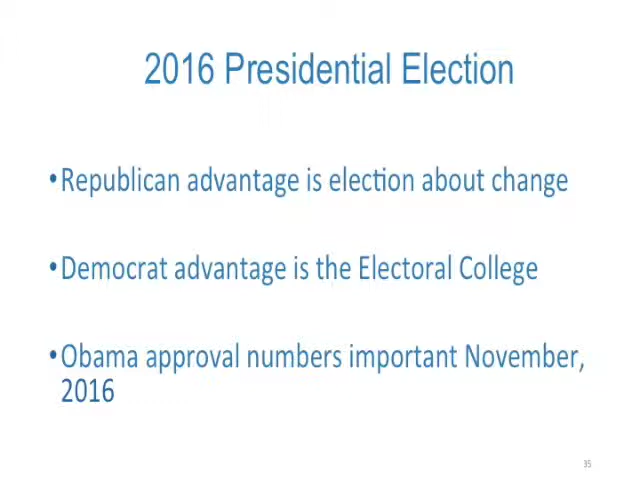 2016 Presidential Election
•Republican advantage is election about change
•Democrat advantage is the Electoral College
•Obama approval numbers important November,
2016
35